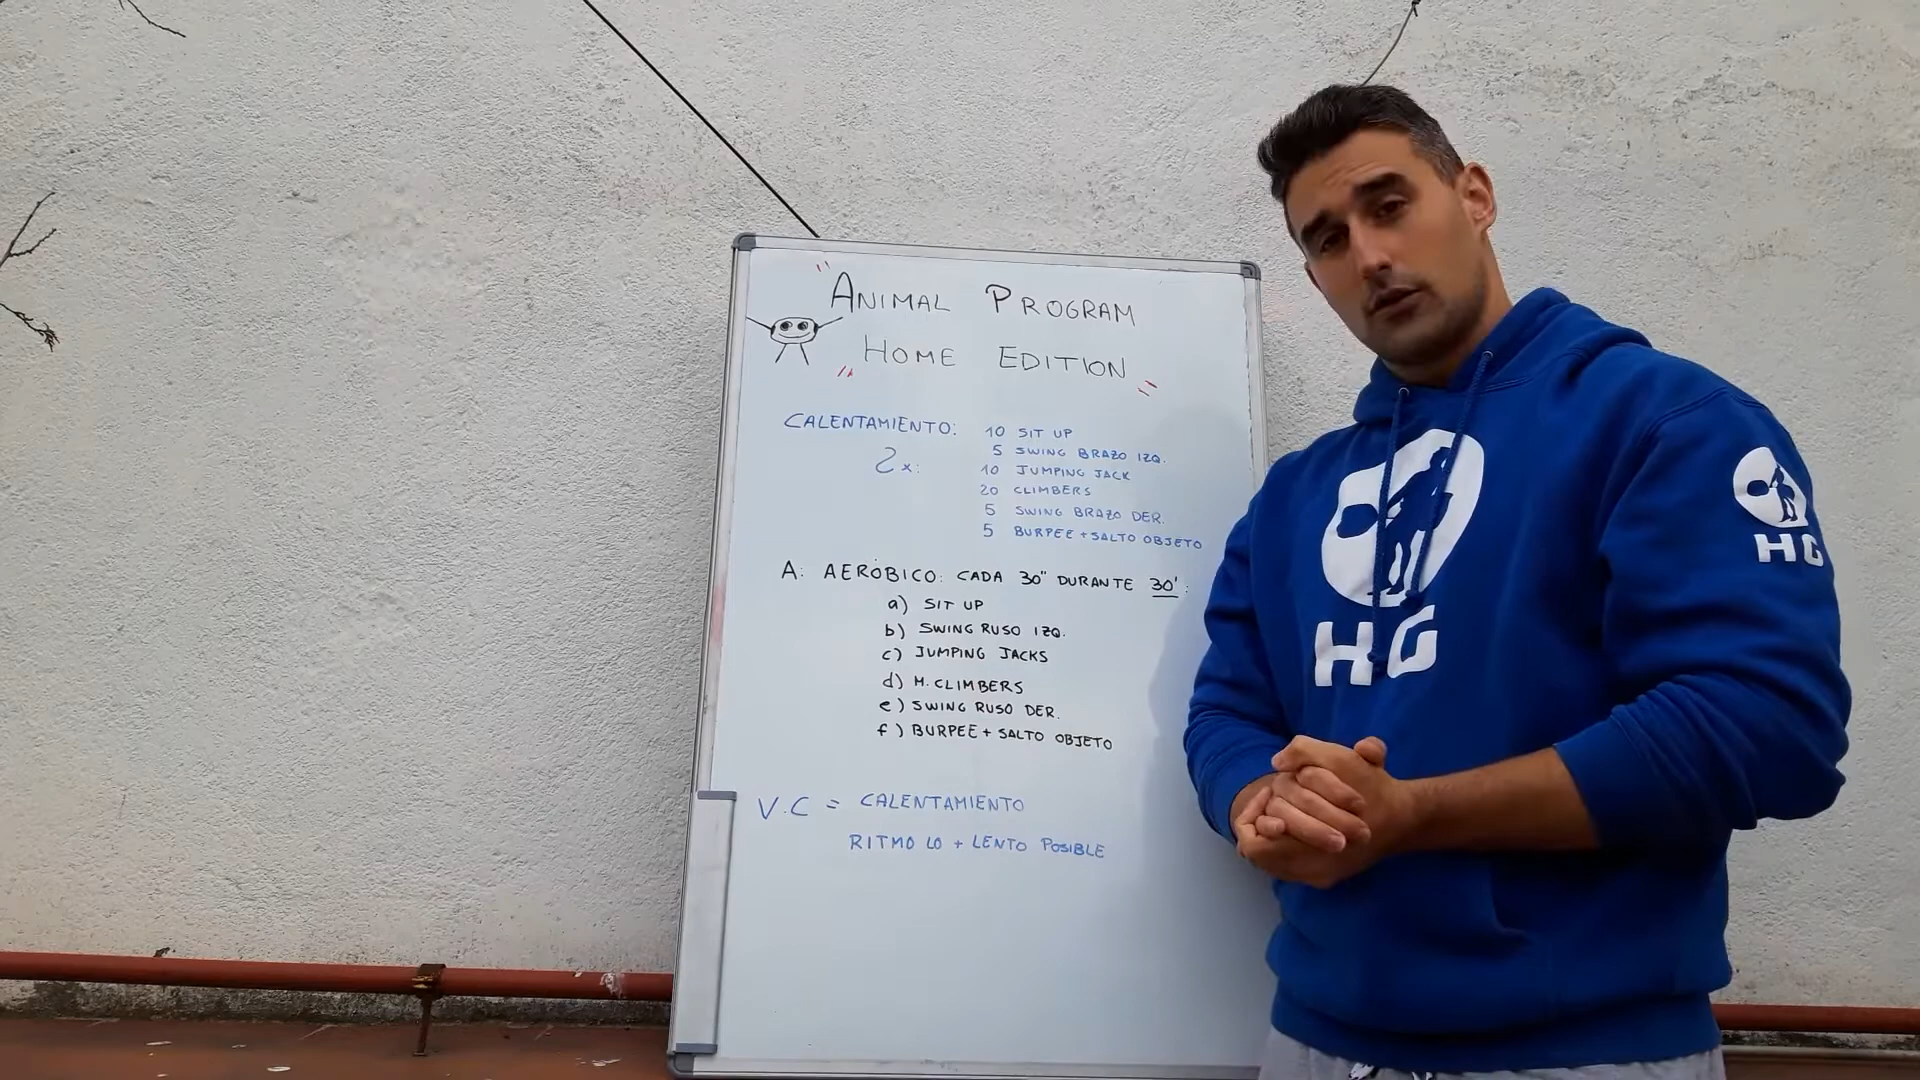 "ANIMAL PROGRAM
"HOME EDITION"
CALENTAMIENTO:
2x:
10 SIT UP
5 SWING BRAZO IZQ.
10 JUMPING JACK
20 CLIMBERS
5 SWING BRAZO DER.
5 BURPEE + SALTO OBJETO
A: AERÓBICO: CADA 30" DURANTE 30':
a) SIT UP
b) SWING RUSO IZQ.
c) JUMPING JACKS
d) M. CLIMBERS
e) SWING RUSO DER.
f) BURPEE + SALTO OBJETO
V.C = CALENTAMIENTO
RITMO LO + LENTO POSIBLE
HG
HG